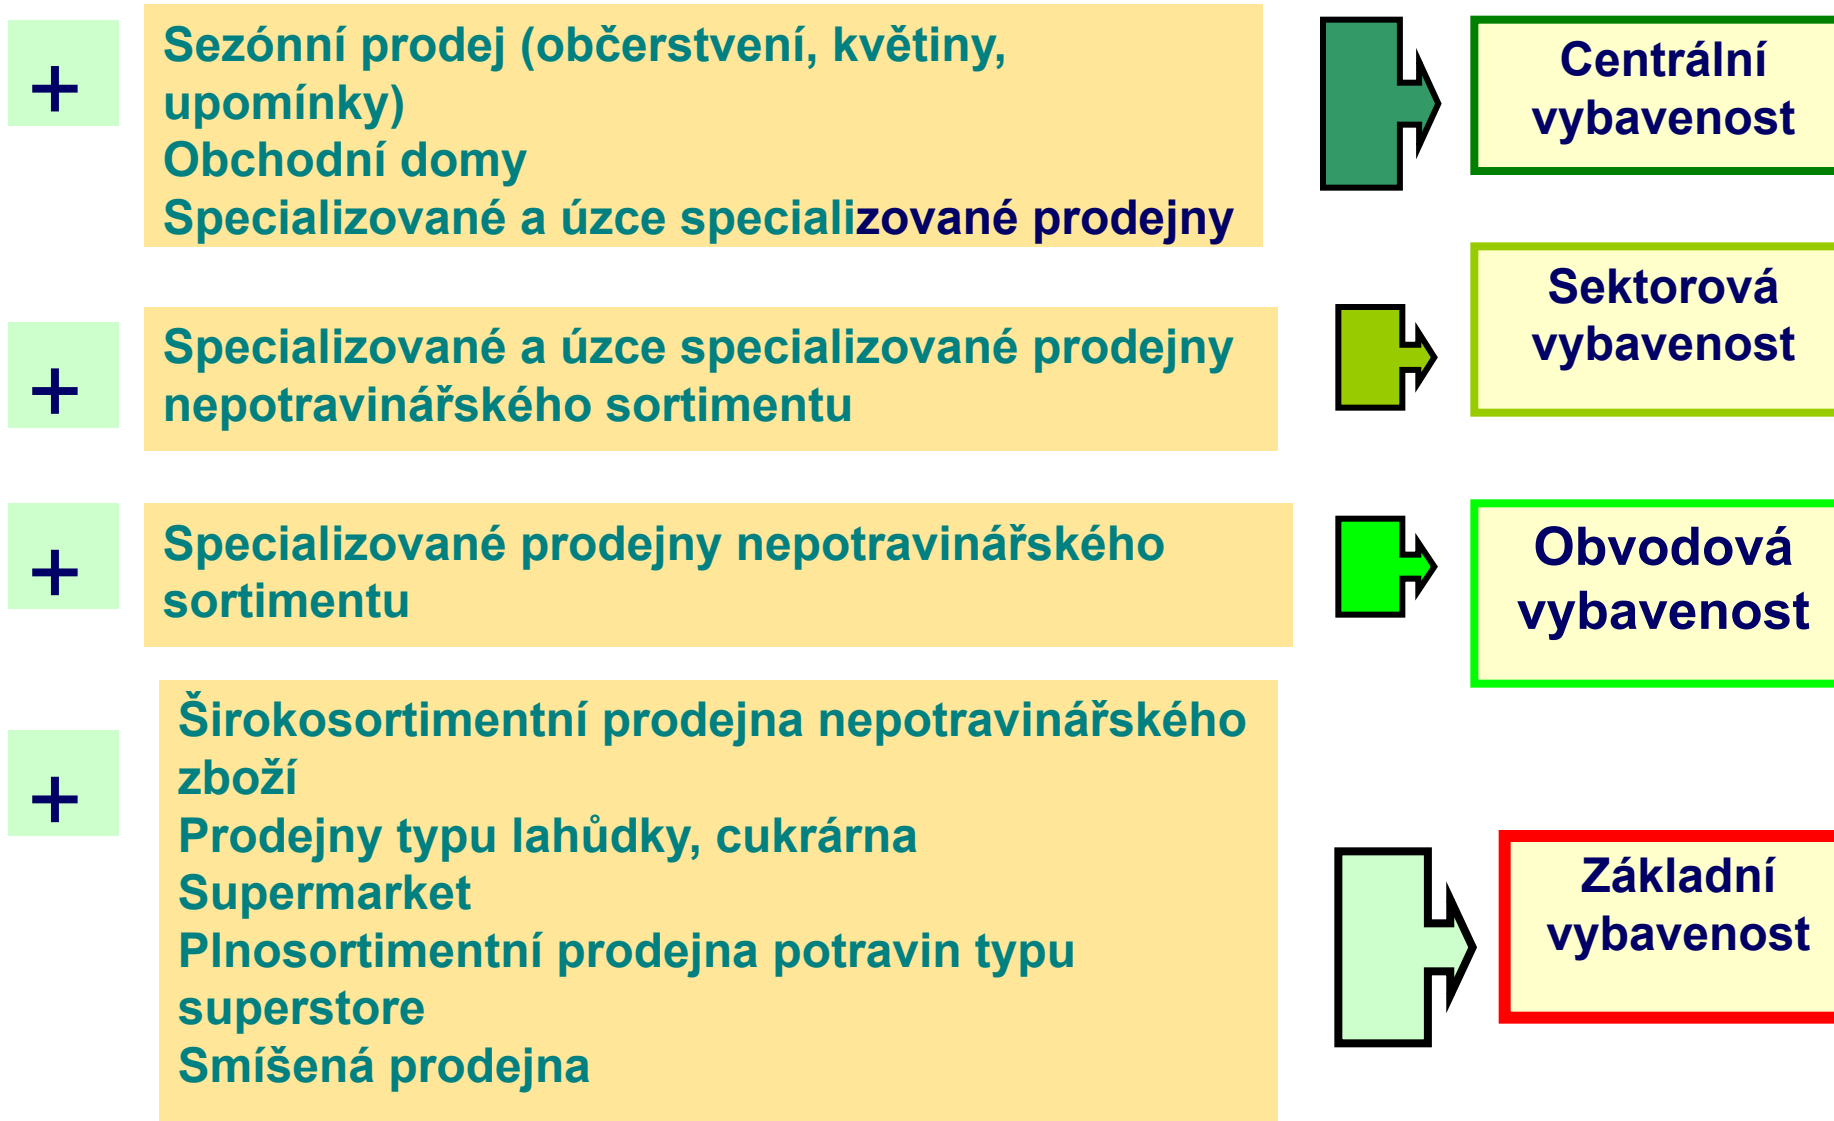 +
Sezónní prodej (občerstvení, květiny,
upomínky)
Obchodní domy
Specializované a úzce specializované prodejny
Centrální
vybavenost
+
Specializované a úzce specializované prodejny
nepotravinářského sortimentu
Sektorová
vybavenost
+
Specializované prodejny nepotravinářského
sortimentu
Obvodová
vybavenost
+
Širokosortimentní prodejna nepotravinářského
zboží
Prodejny typu lahůdky, cukrárna
Supermarket
Plnosortimentní prodejna potravin typu
superstore
Smíšená prodejna
Základní
vybavenost